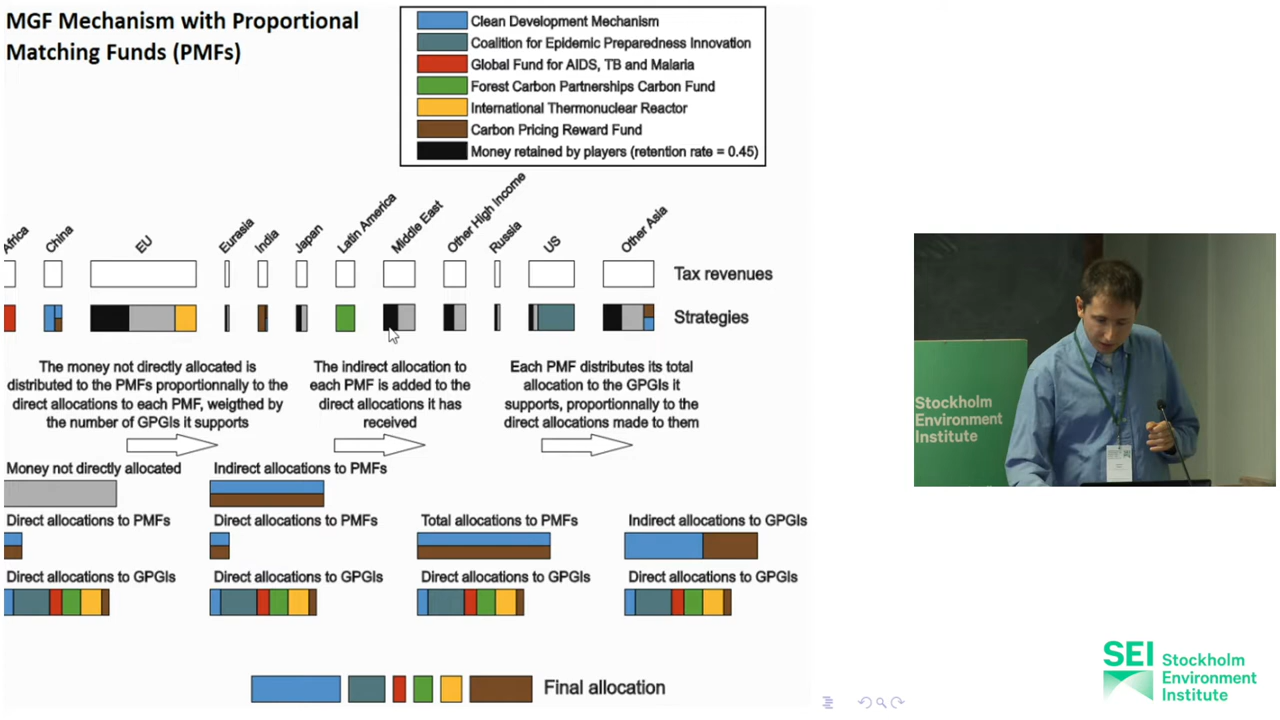 MGF Mechanism with Proportional
Matching Funds (PMFs)
Clean Development Mechanism
Coalition for Epidemic Preparedness Innovation
Global Fund for AIDS, TB and Malaria
Forest Carbon Partnerships Carbon Fund
International Thermonuclear Reactor
Carbon Pricing Reward Fund
Money retained by players (retention rate = 0.45)
Africa
China
EU
Eurasia
India
Japan
Latin America
Middle East
Other High Income
Russia
US
Other Asia
Tax revenues
Strategies
The money not directly allocated is
distributed to the PMFs proportionnally to the
direct allocations to each PMF, weigthed by
the number of GPGIs it supports
The indirect allocation to
each PMF is added to the
direct allocations it has
received
Each PMF distributes its total
allocation to the GPGIs it
supports, proportionnally to the
direct allocations made to them
Money not directly allocated
Indirect allocations to PMFs
Direct allocations to PMFs
Direct allocations to PMFs
Total allocations to PMFs
Indirect allocations to GPGIs
Direct allocations to GPGIs
Direct allocations to GPGIs
Direct allocations to GPGIs
Direct allocations to GPGIs
Final allocation
Stockholm
Environment
Institute
SEI Stockholm
Environment
Institute